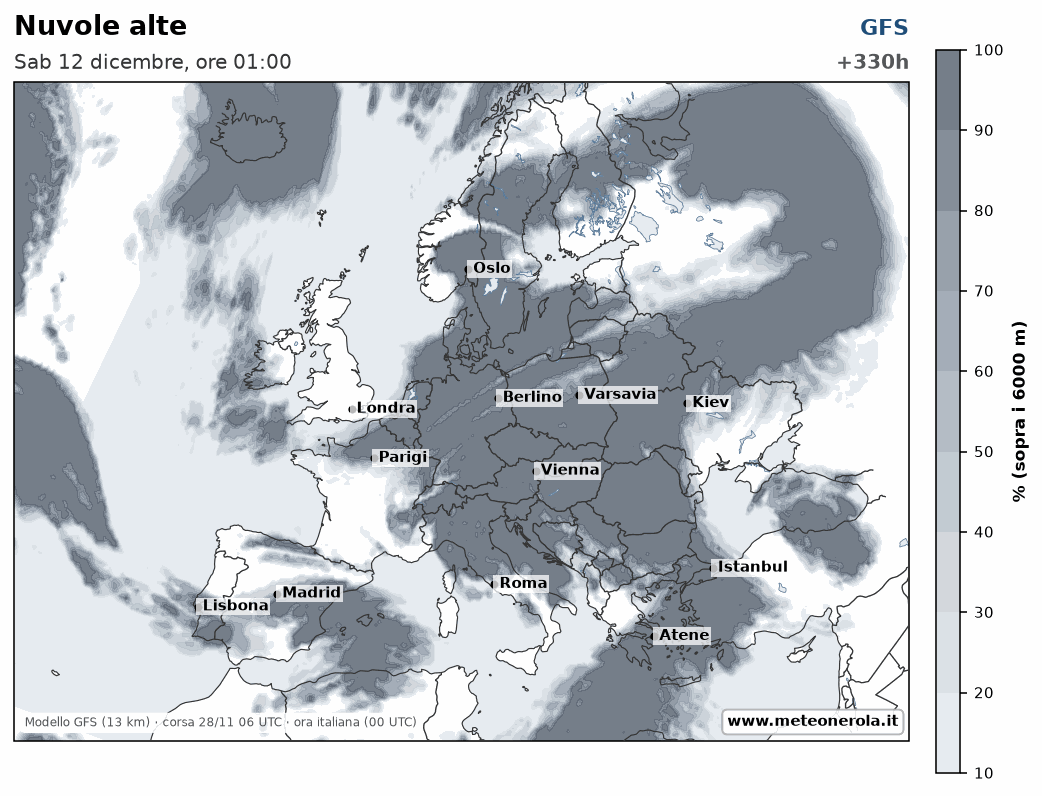 Nuvole alte
GFS
Sab 12 dicembre, ore 01:00
+330h
100
90
80
70
60
50
40
30
20
10
% (sopra i 6000 m)
Oslo
Berlino
Varsavia
Kiev
Londra
Parigi
Vienna
Istanbul
Roma
Madrid
Lisbona
Atene
Modello GFS (13 km) · corsa 28/11 06 UTC · ora italiana (00 UTC)
www.meteonerola.it